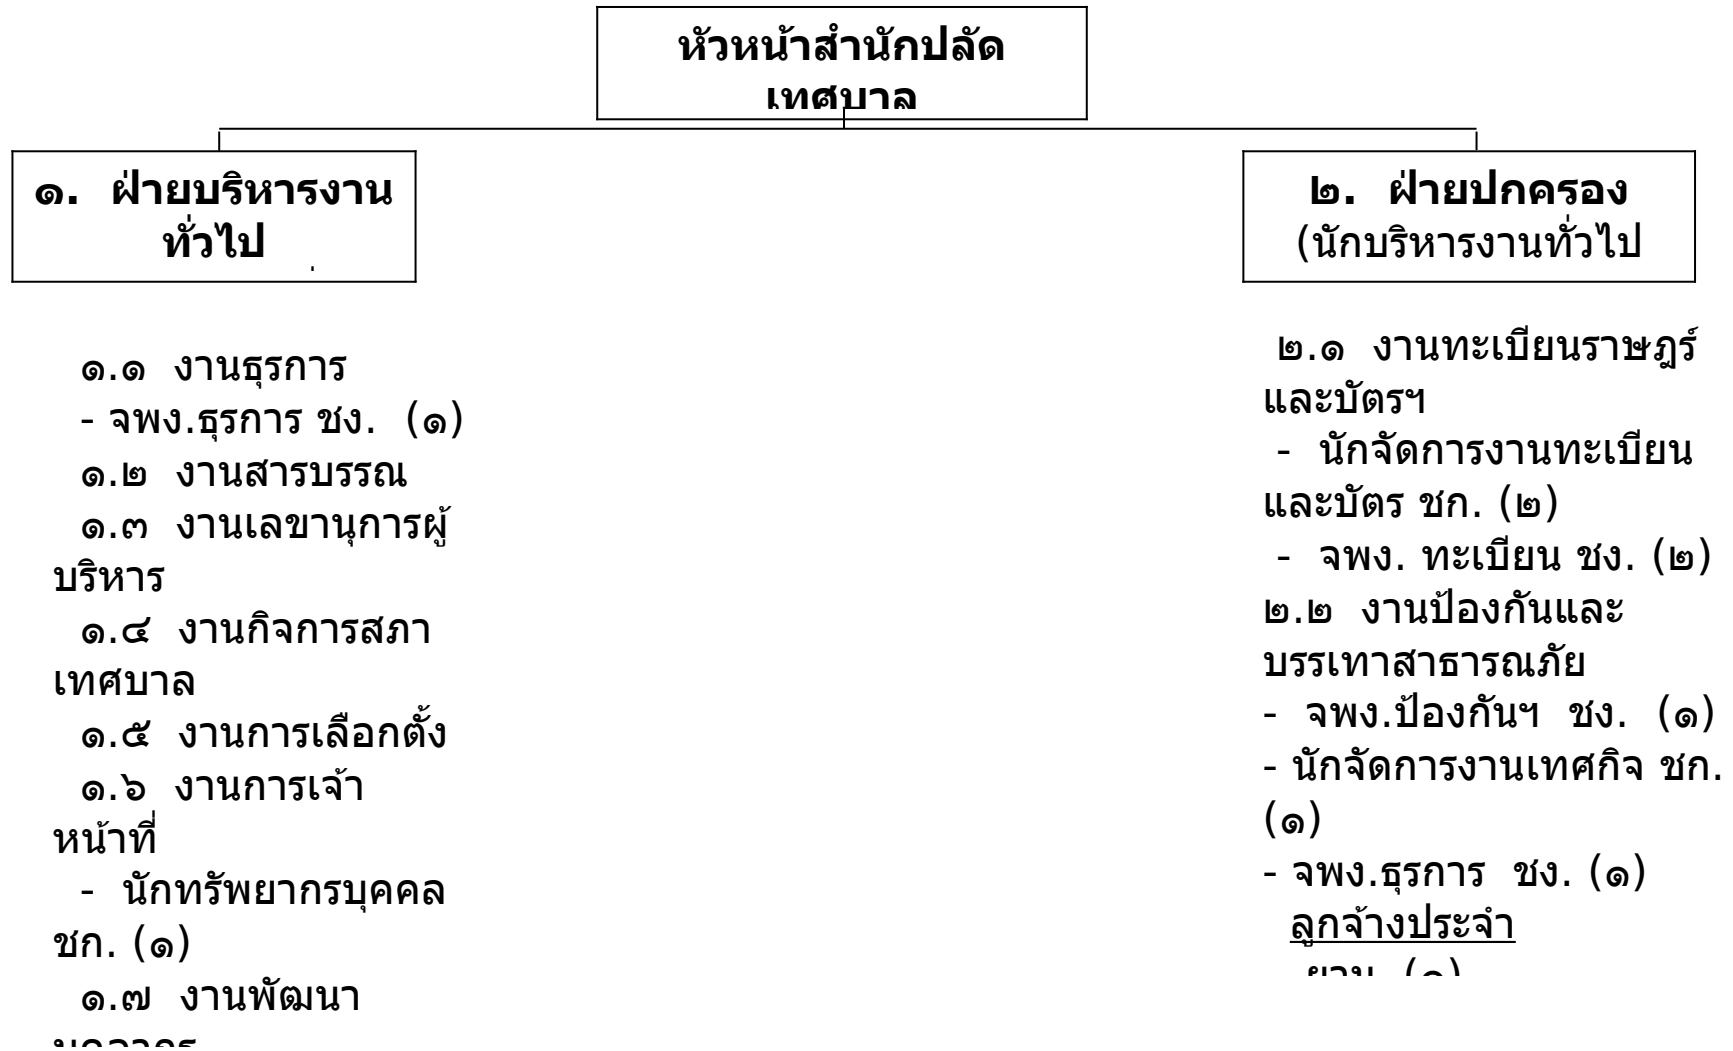 หัวหน้าสำนักปลัด
เทศบาล
๑. ฝ่ายบริหารงาน
ทั่วไป
๑.๑ งานธุรการ
- จพง.ธุรการ ชง. (๑)
๑.๒ งานสารบรรณ
๑.๓ งานเลขานุการผู้
บริหาร
๑.๔ งานกิจการสภา
เทศบาล
๑.๕ งานการเลือกตั้ง
๑.๖ งานการเจ้า
หน้าที่
- นักทรัพยากรบุคคล
ชก. (๑)
๑.๗ งานพัฒนา
๒. ฝ่ายปกครอง
(นักบริหารงานทั่วไป
๒.๑ งานทะเบียนราษฎร์
และบัตรฯ
- นักจัดการงานทะเบียน
และบัตร ชก. (๒)
- จพง. ทะเบียน ชง. (๒)
๒.๒ งานป้องกันและ
บรรเทาสาธารณภัย
- จพง.ป้องกันฯ ชง. (๑)
- นักจัดการงานเทศกิจ ชก.
(๑)
- จพง.ธุรการ ชง. (๑)
ลูกจ้างประจำ